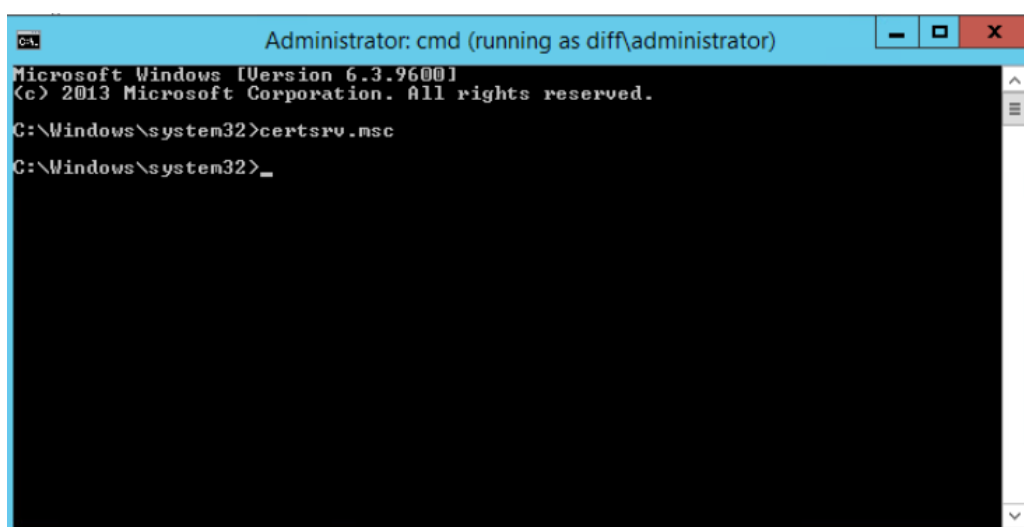 Administrator: cmd (running as diff\administrator)
Microsoft Windows [Version 6.3.9600]
(c) 2013 Microsoft Corporation. All rights reserved.
C:\Windows\system32>certsrv.msc
C:\Windows\system32>_